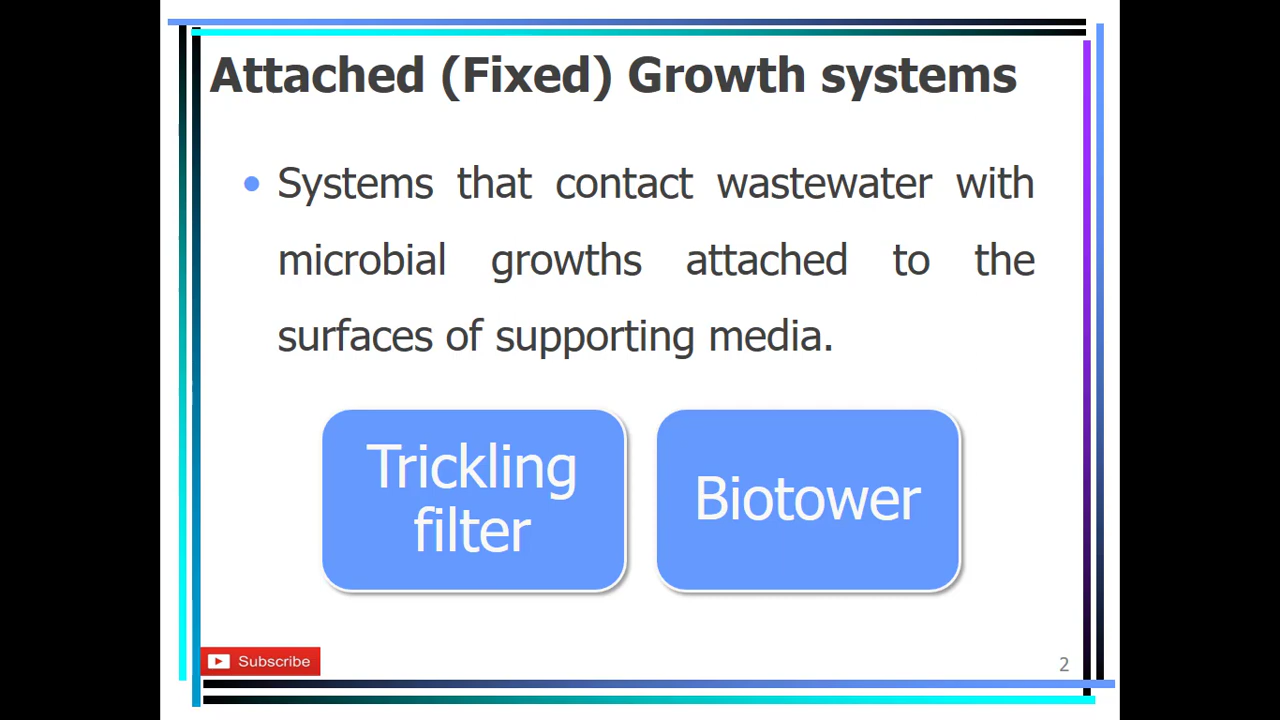 Attached (Fixed) Growth systems
• Systems that contact wastewater with
microbial growths attached to the
surfaces of supporting media.
Trickling
filter
Biotower
Subscribe
2